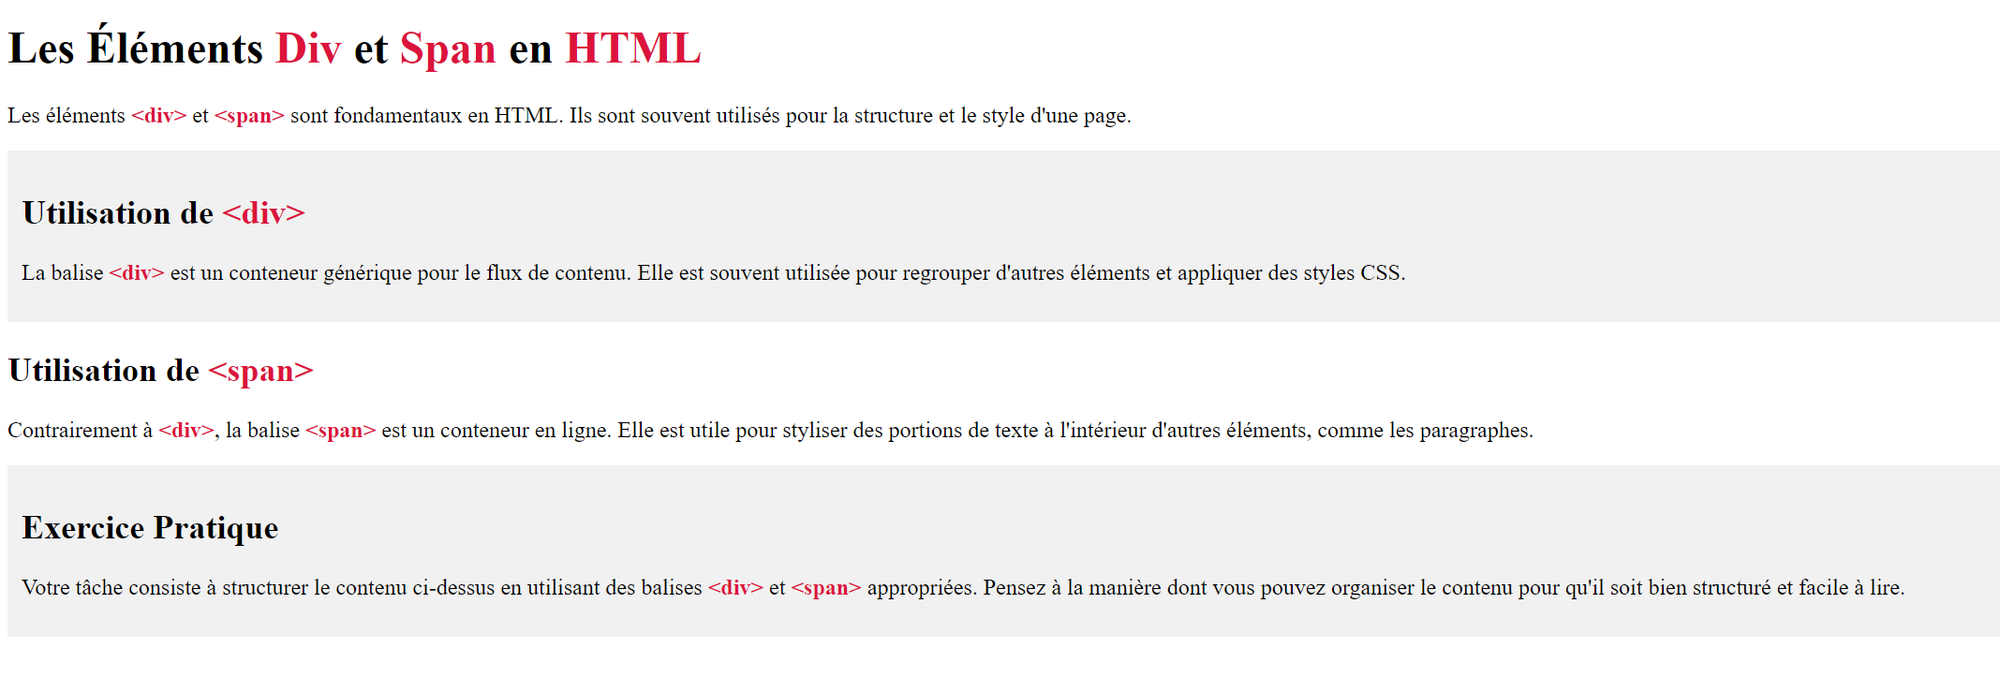 Les Éléments Div et Span en HTML
Les éléments <div> et <span> sont fondamentaux en HTML. Ils sont souvent utilisés pour la structure et le style d'une page.
Utilisation de <div>
La balise <div> est un conteneur générique pour le flux de contenu. Elle est souvent utilisée pour regrouper d'autres éléments et appliquer des styles CSS.
Utilisation de <span>
Contrairement à <div>, la balise <span> est un conteneur en ligne. Elle est utile pour styliser des portions de texte à l'intérieur d'autres éléments, comme les paragraphes.
Exercice Pratique
Votre tâche consiste à structurer le contenu ci-dessus en utilisant des balises <div> et <span> appropriées. Pensez à la manière dont vous pouvez organiser le contenu pour qu'il soit bien structuré et facile à lire.